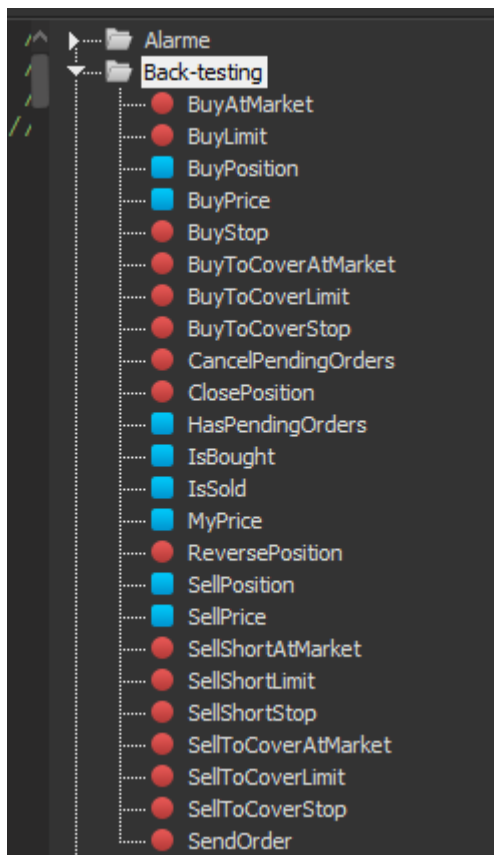 Alarme
Back-testing
BuyAtMarket
BuyLimit
BuyPosition
BuyPrice
BuyStop
BuyToCoverAtMarket
BuyToCoverLimit
BuyToCoverStop
CancelPendingOrders
ClosePosition
HasPendingOrders
IsBought
IsSold
MyPrice
ReversePosition
SellPosition
SellPrice
SellShortAtMarket
SellShortLimit
SellShortStop
SellToCoverAtMarket
SellToCoverLimit
SellToCoverStop
SendOrder